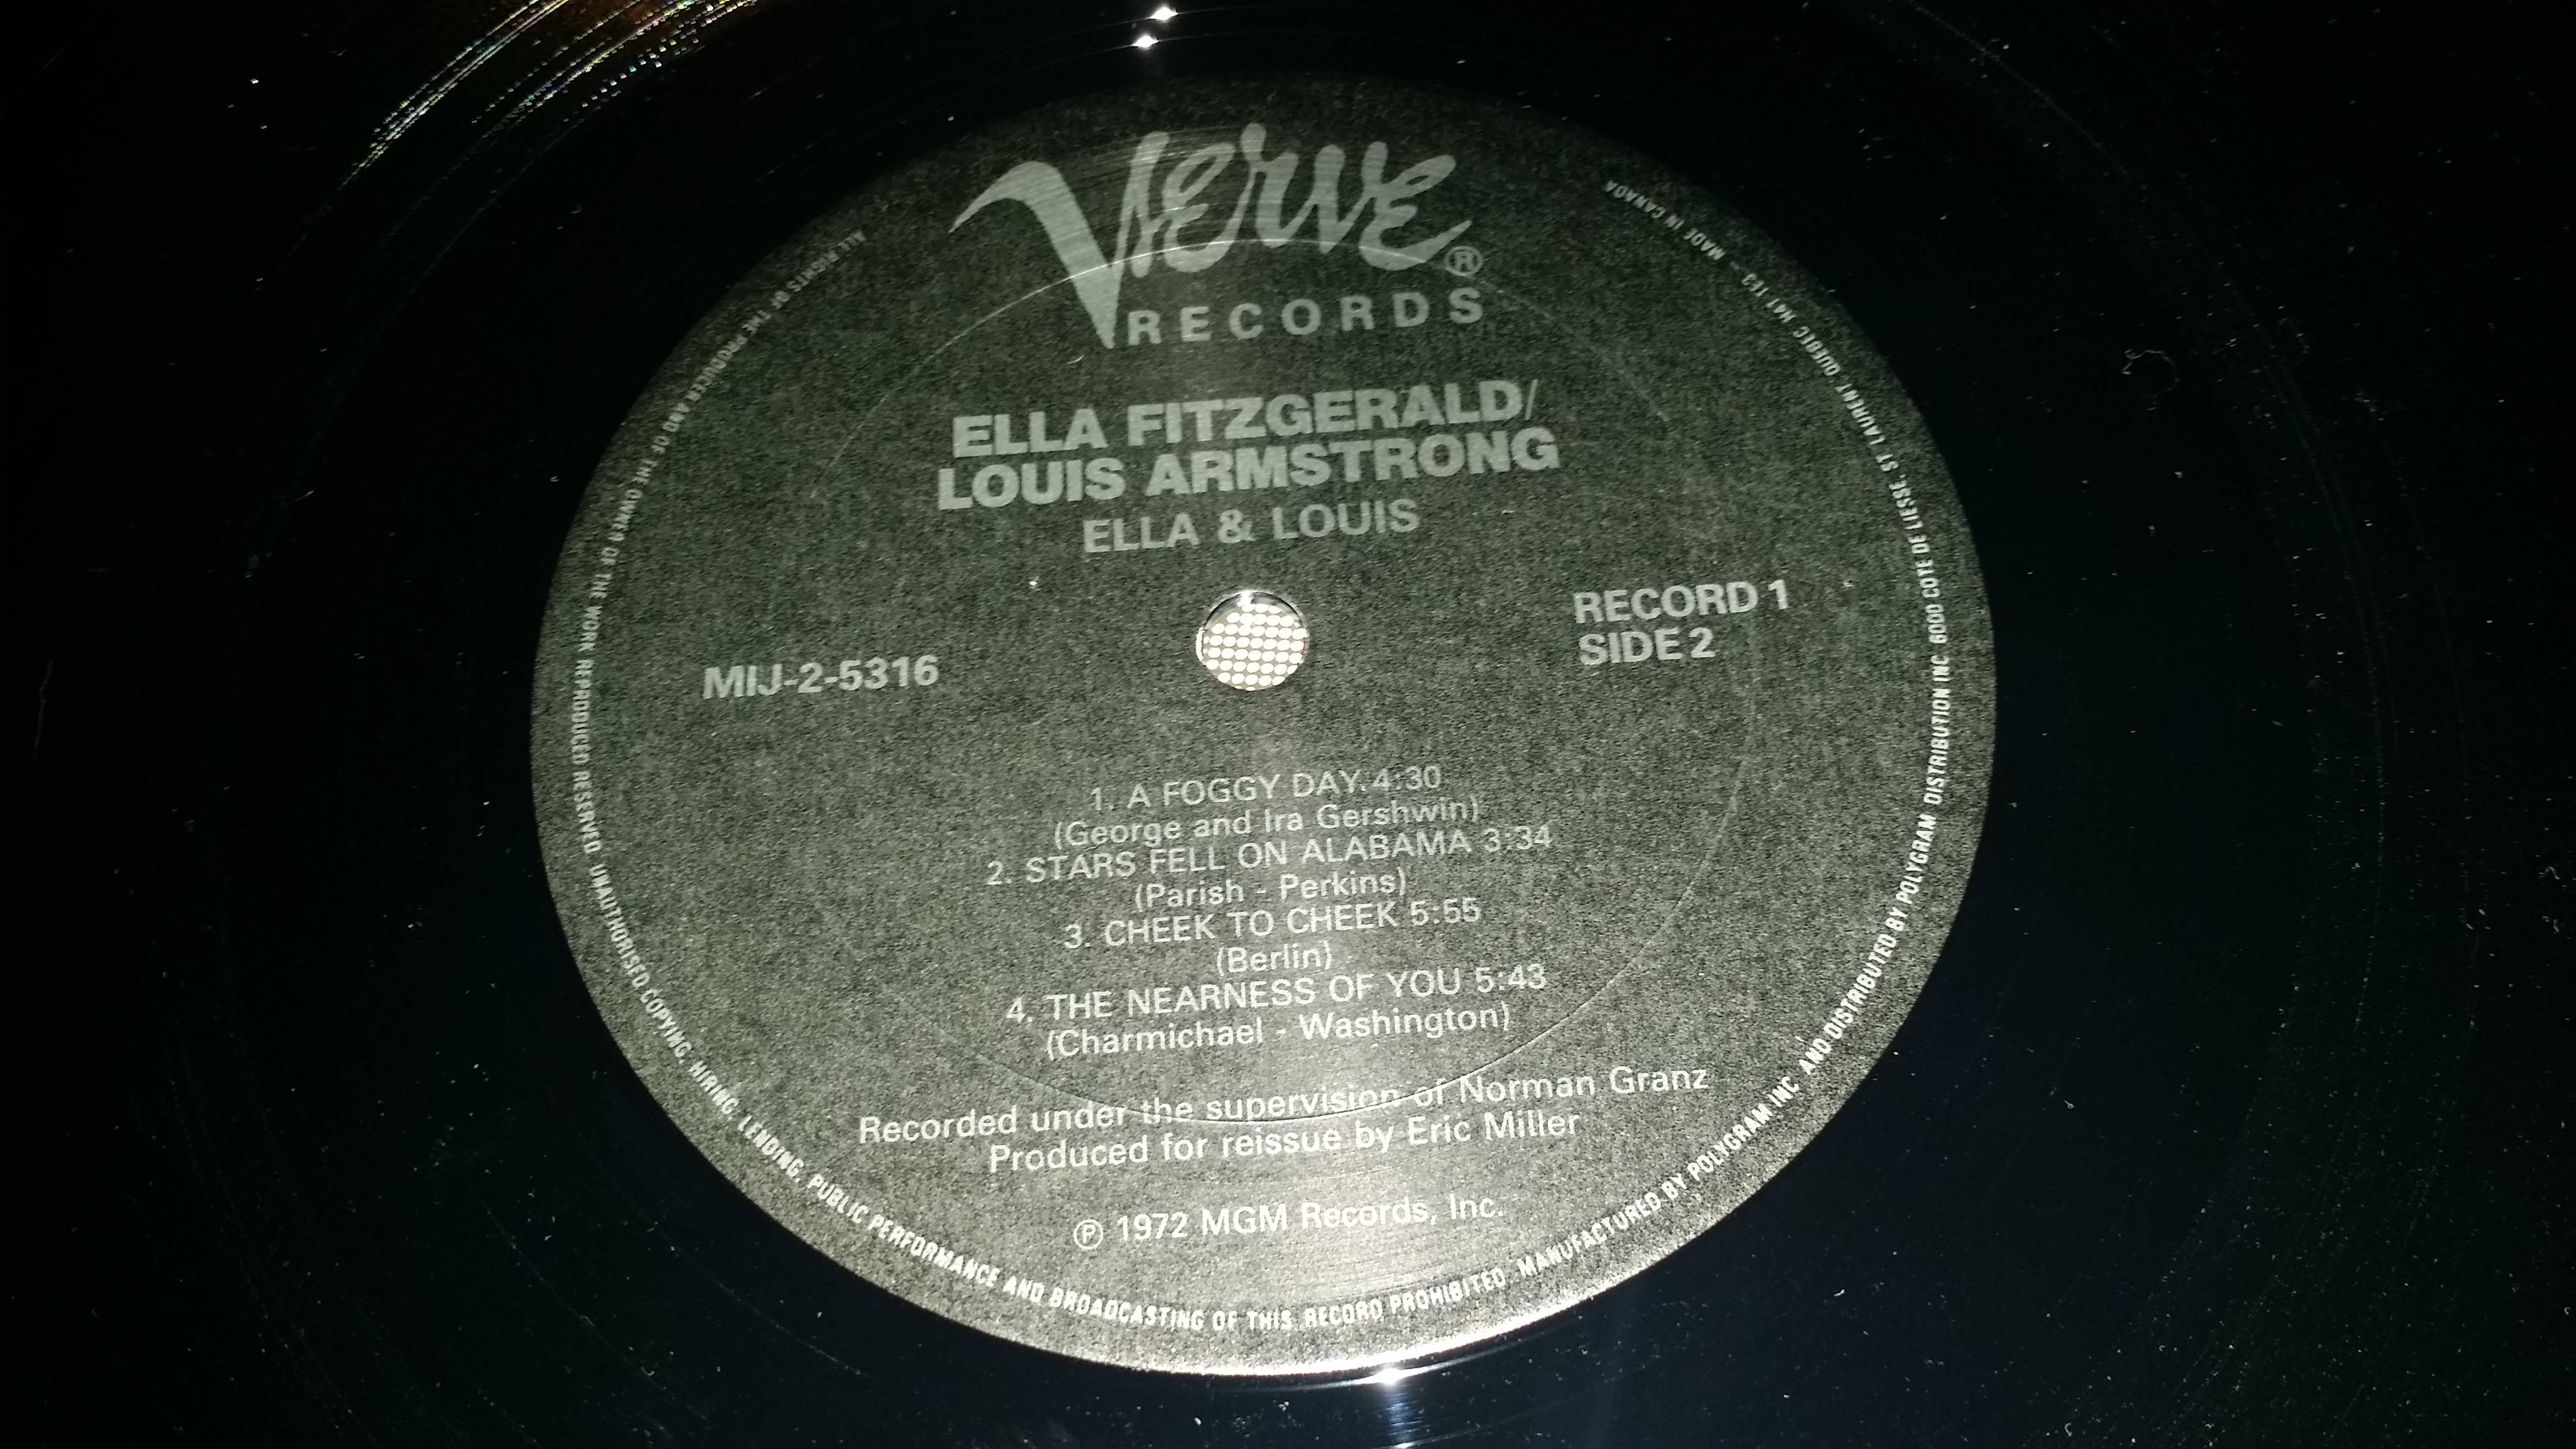 Verve®
RECORDS
ELLA FITZGERALD/
LOUIS ARMSTRONG
ELLA & LOUIS
RECORD 1
SIDE 2
MIJ-2-5316
1. A FOGGY DAY.4:30
(George and Ira Gershwin)
2. STARS FELL ON ALABAMA 3:34
(Parish - Perkins)
3. CHEEK TO CHEEK 5:55
(Berlin)
4. THE NEARNESS OF YOU 5:43
(Charmichael - Washington)
Recorded under the supervision of Norman Granz
Produced for reissue by Eric Miller
℗ 1972 MGM Records, Inc.
ALL RIGHTS OF THE PRODUCER AND OF THE OWNER OF THE WORK REPRODUCED RESERVED. UNAUTHORISED COPYING, HIRING, LENDING, PUBLIC PERFORMANCE AND BROADCASTING OF THIS RECORD PROHIBITED. MANUFACTURED BY POLYGRAM INC. AND DISTRIBUTED BY POLYGRAM DISTRIBUTION INC. 6000 COTE DE LIESSE, ST LAURENT QUEBEC H4T 1E3 - MADE IN CANADA